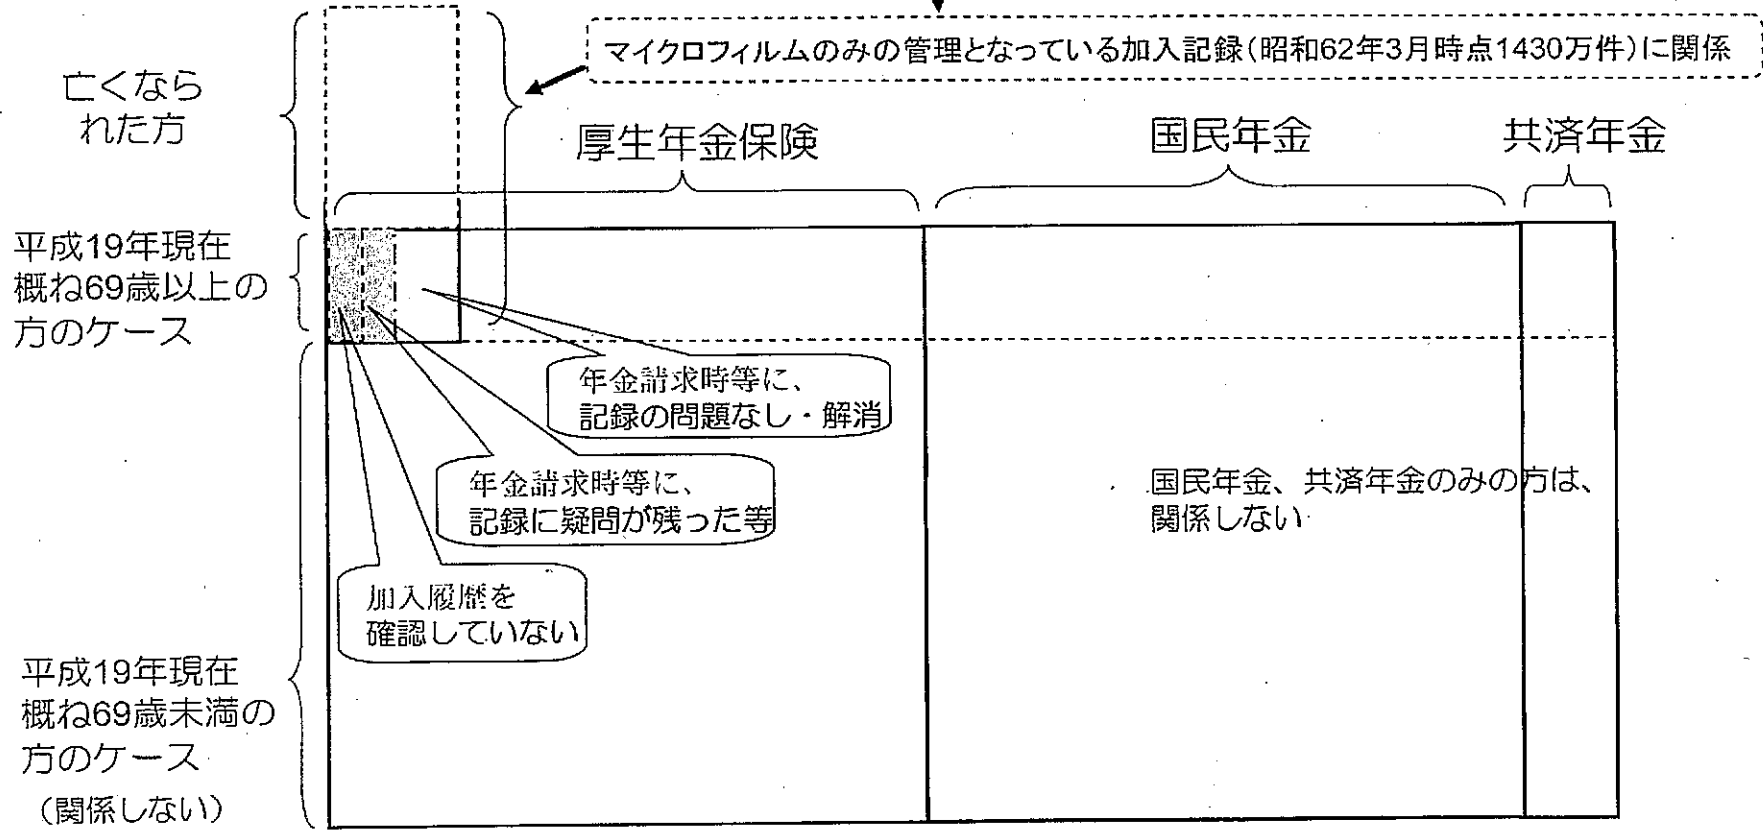 マイクロフィルムのみの管理となっている加入記録(昭和62年3月時点1430万件)に関係
亡くなら
れた方
厚生年金保険
国民年金
共済年金
平成19年現在
概ね69歳以上の
方のケース
年金請求時等に、
記録の問題なし・解消
年金請求時等に、
記録に疑問が残った等
国民年金、共済年金のみの方は、
関係しない
加入履歴を
確認していない
平成19年現在
概ね69歳未満の
方のケース
(関係しない)